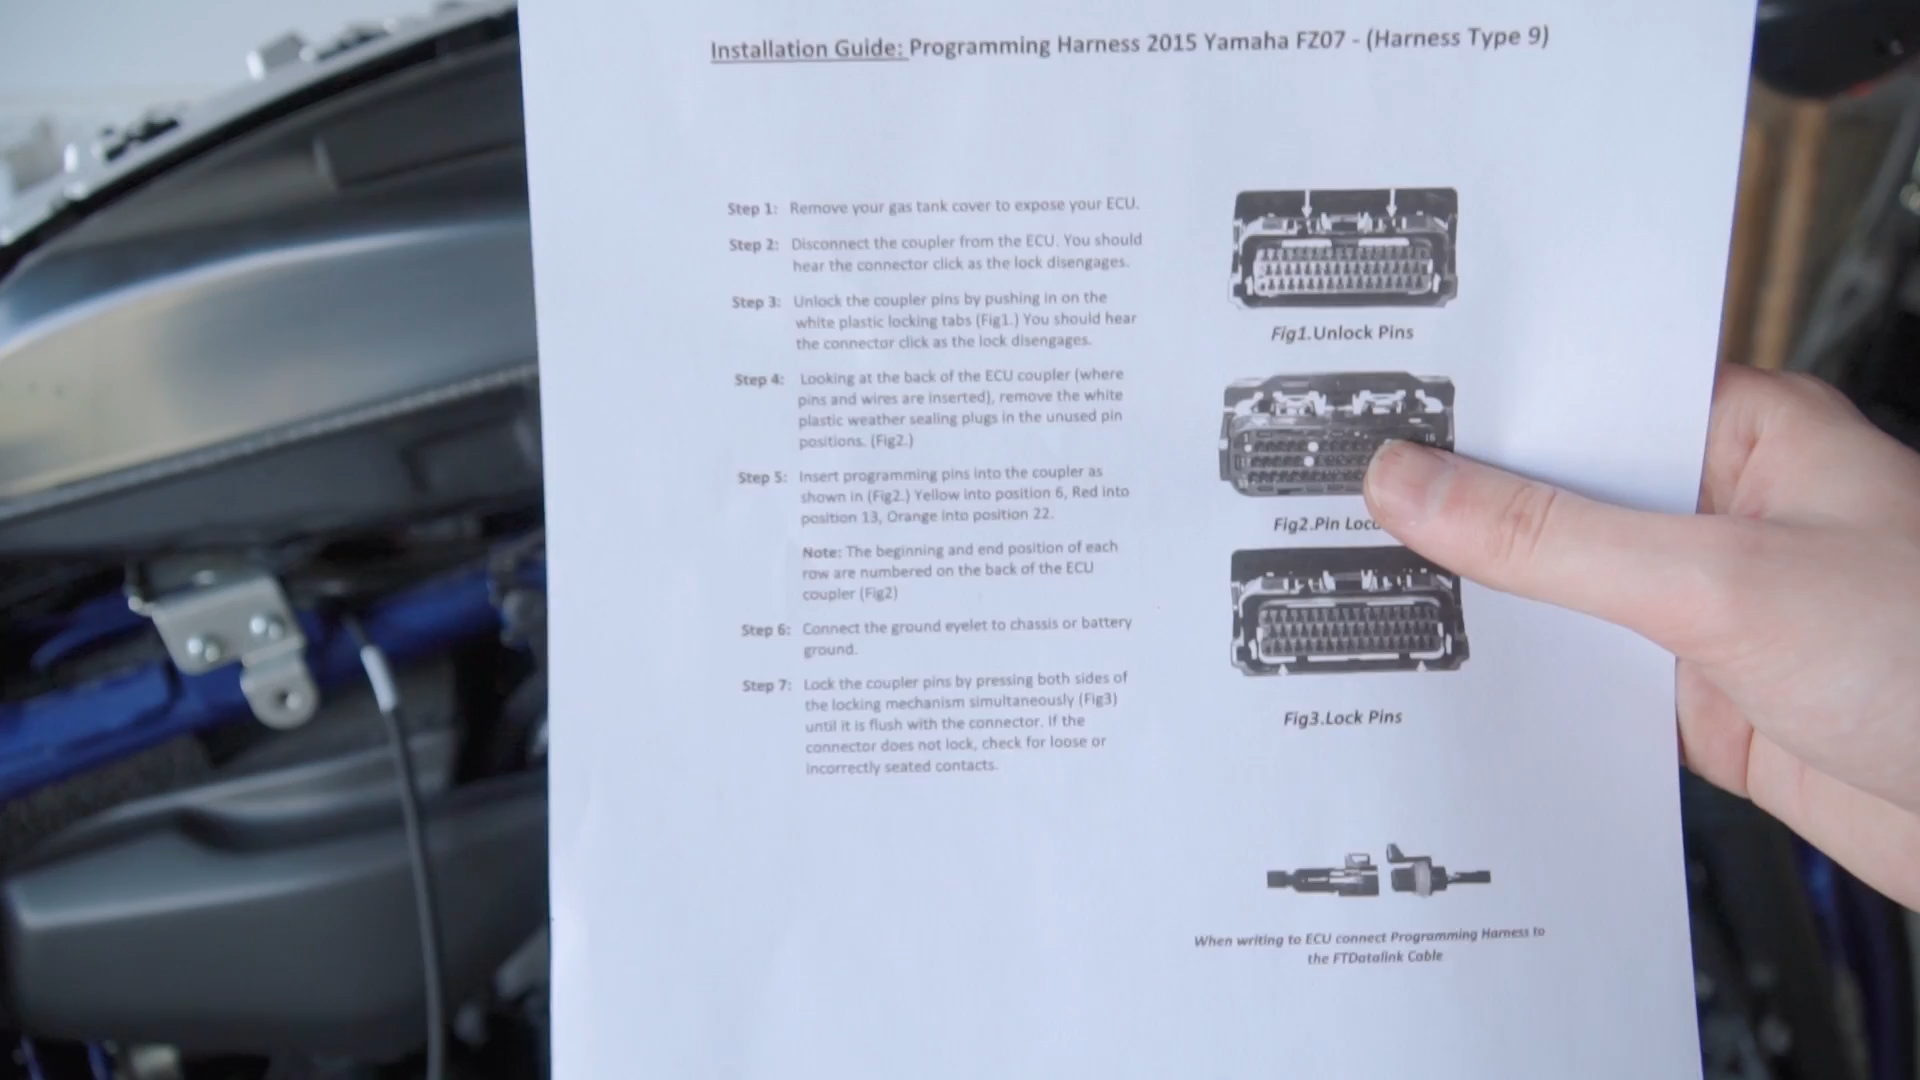 Installation Guide: Programming Harness 2015 Yamaha FZ07 - (Harness Type 9)
Step 1: Remove your gas tank cover to expose your ECU.
Step 2: Disconnect the coupler from the ECU. You should
hear the connector click as the lock disengages.
Step 3: Unlock the coupler pins by pushing in on the
white plastic locking tabs (Fig1.) You should hear
the connector click as the lock disengages.
Step 4: Looking at the back of the ECU coupler (where
pins and wires are inserted), remove the white
plastic weather sealing plugs in the unused pin
positions. (Fig2.)
Step 5: Insert programming pins into the coupler as
shown in (Fig2.) Yellow into position 6, Red into
position 13, Orange into position 22.
Note: The beginning and end position of each
row are numbered on the back of the ECU
coupler (Fig2)
Step 6: Connect the ground eyelet to chassis or battery
ground.
Step 7: Lock the coupler pins by pressing both sides of
the locking mechanism simultaneously (Fig3)
until it is flush with the connector. If the
connector does not lock, check for loose or
incorrectly seated contacts.
Fig1.Unlock Pins
Fig2.Pin
Fig3.Lock Pins
When writing to ECU connect Programming Harness to
the FTDatalink Cable